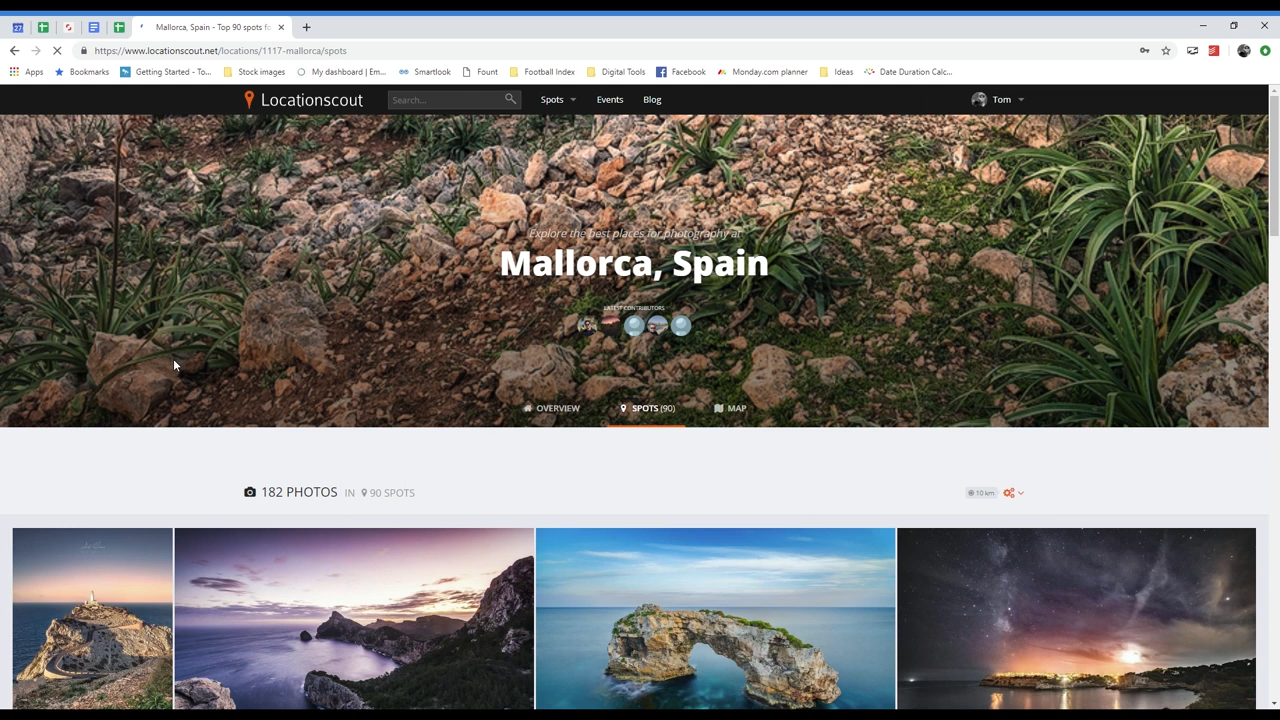 27
Mallorca, Spain - Top 90 spots fo
https://www.locationscout.net/locations/1117-mallorca/spots
Apps Bookmarks Getting Started - To... Stock images My dashboard | Em... Smartlook Fount Football Index Digital Tools Facebook Monday.com planner Ideas Date Duration Calc...
Locationscout Search... Spots Events Blog Tom
Explore the best places for photography at
Mallorca, Spain
LATEST CONTRIBUTORS
OVERVIEW SPOTS (90) MAP
182 PHOTOS IN 90 SPOTS 10 km